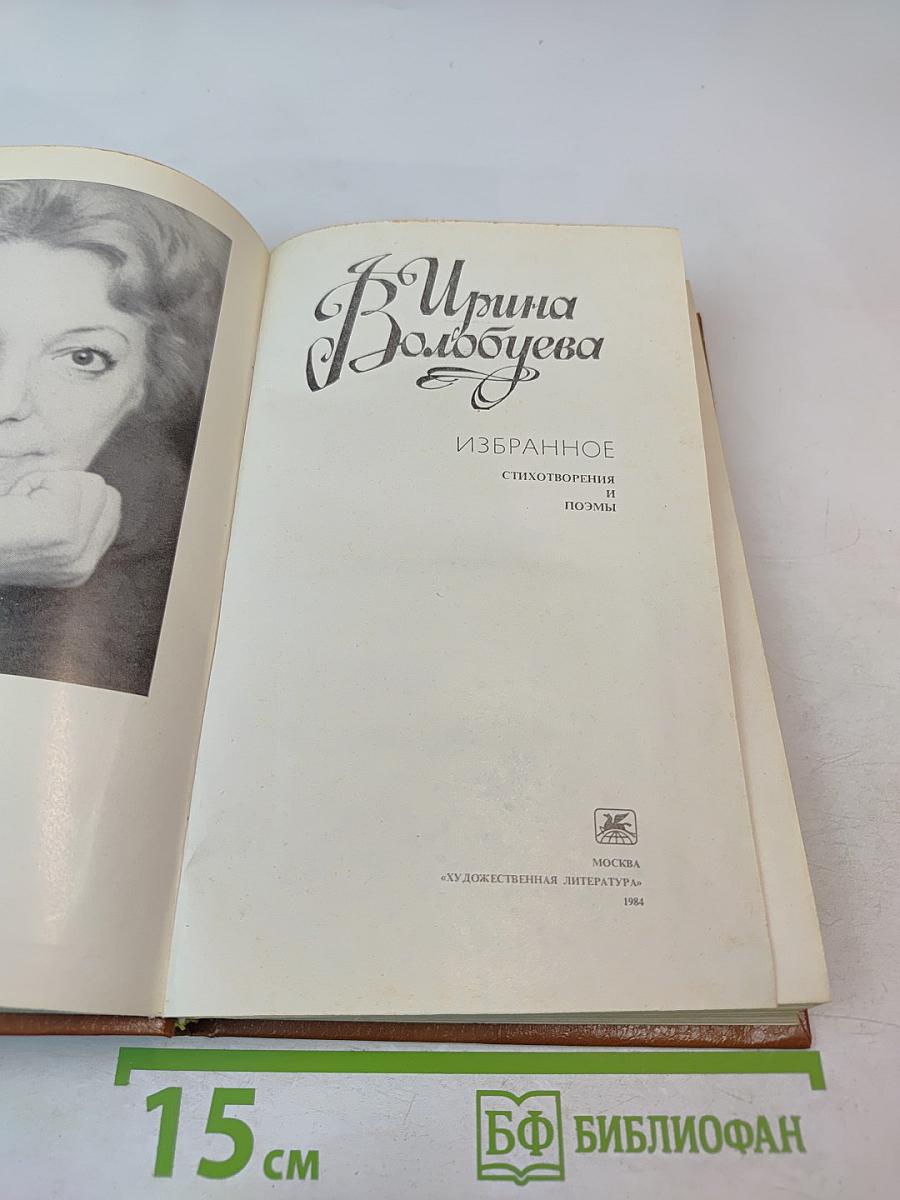 Ирина
Волобуева
ИЗБРАННОЕ
СТИХОТВОРЕНИЯ
И
ПОЭМЫ
МОСКВА
«ХУДОЖЕСТВЕННАЯ ЛИТЕРАТУРА»
1984
15 см
БФ БИБЛИОФАН